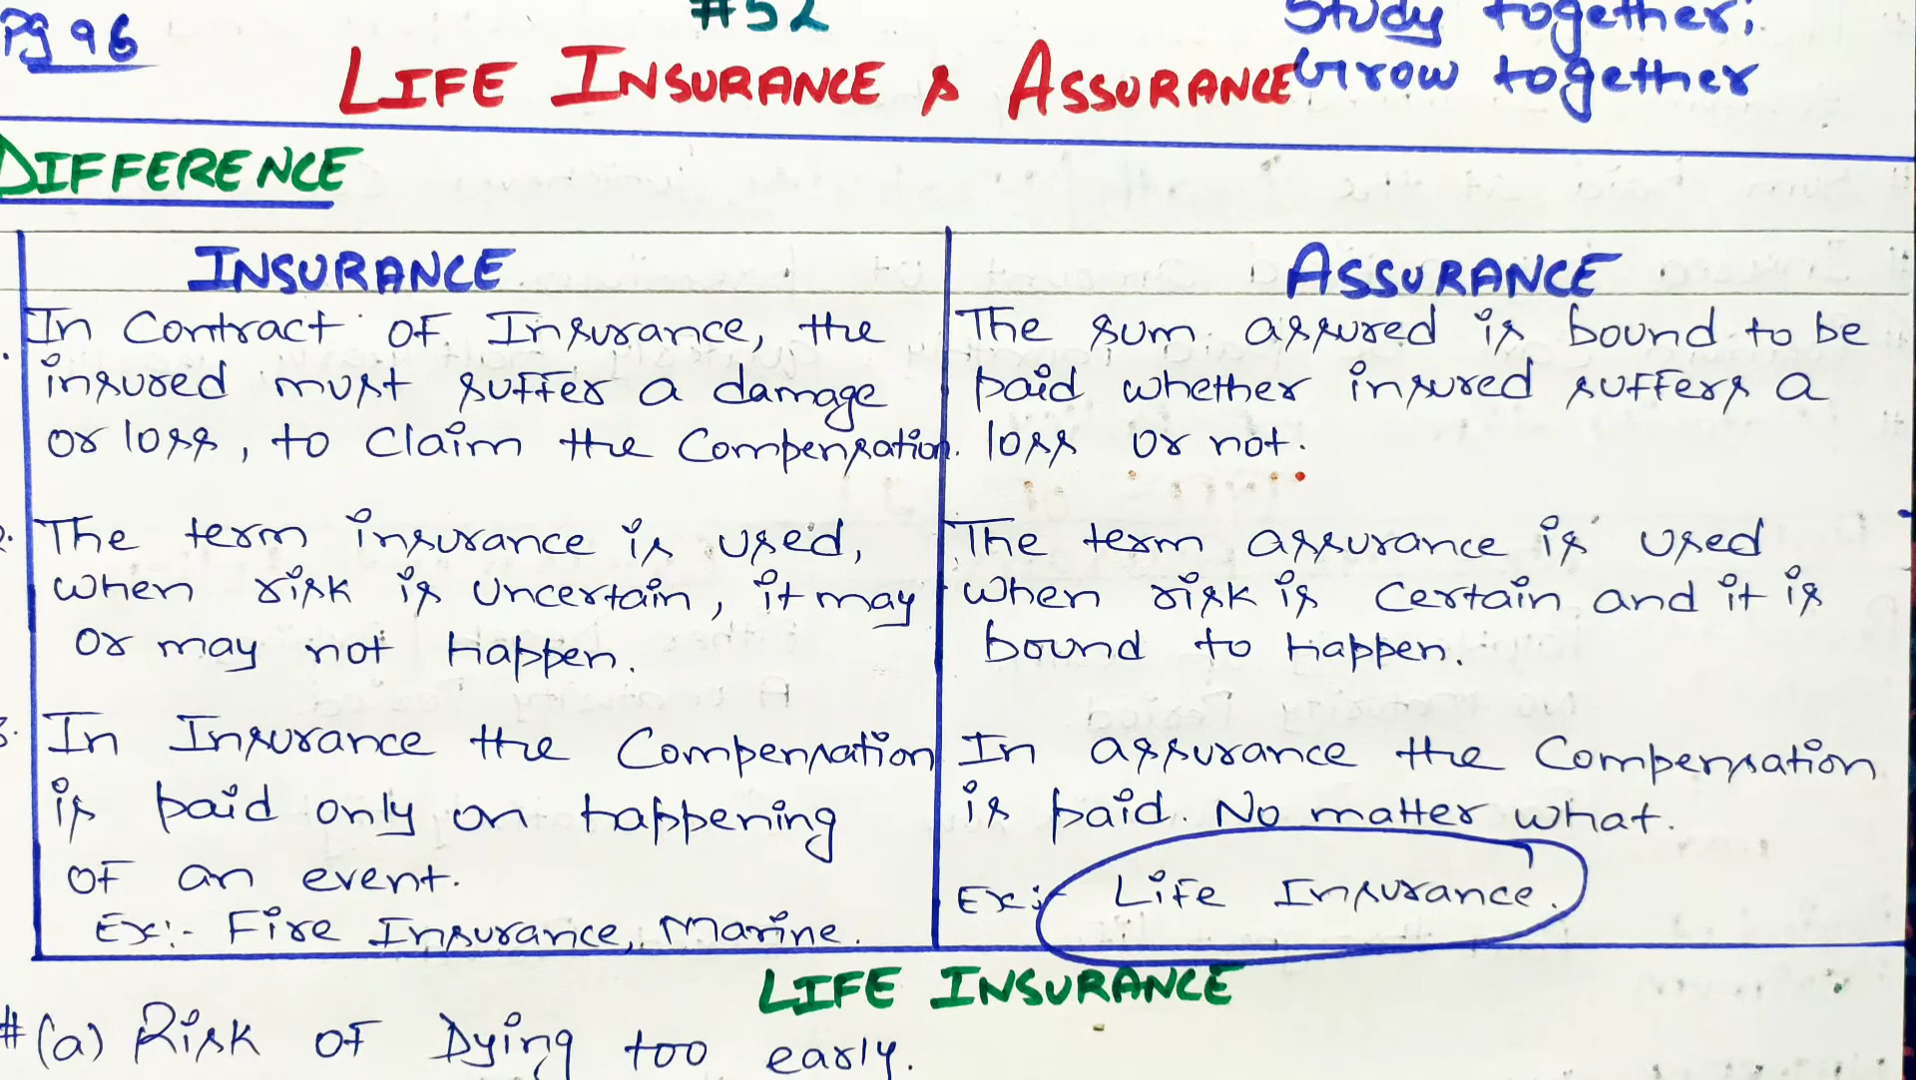 Pg 96
#52
Study together;
Grow together
LIFE INSURANCE & ASSURANCE
DIFFERENCE
INSURANCE
In Contract of Insurance, the
insured must suffer a damage
or loss, to claim the Compensation.
2. The term insurance is used,
when risk is uncertain, it may
or may not Happen.
3. In Insurance the Compensation
is paid only on happening
of an event.
Ex:- Fire Insurance, Marine.
ASSURANCE
The sum assured is bound to be
paid whether insured suffers a
loss or not.
The term assurance is used
when risk is certain and it is
bound to Happen.
In assurance the Compensation
is paid. No matter what.
Ex:- Life Insurance.
LIFE INSURANCE
# (a) Risk of Dying too early.